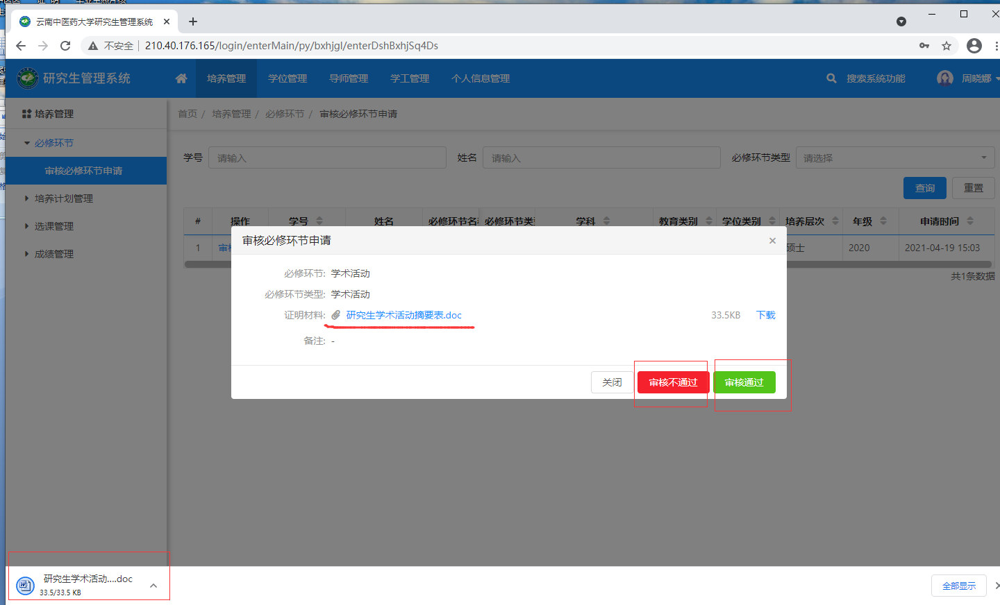 云南中医药大学研究生管理系统
不安全 210.40.176.165/login/enterMain/py/bxhjgl/enterDshBxhjSq4Ds
研究生管理系统 培养管理 学位管理 导师管理 学工管理 个人信息管理 搜索系统功能 周晓娜
培养管理
首页 / 培养管理 / 必修环节 / 审核必修环节申请
必修环节
审核必修环节申请
培养计划管理
选课管理
成绩管理
学号 请输入 姓名 请输入 必修环节类型 请选择
查询 重置
# 操作 学号 姓名 必修环节名 必修环节类 学科 教育类别 学位类别 培养层次 年级 申请时间
1 审 硕士 2020 2021-04-19 15:03
共1条数据
审核必修环节申请
必修环节: 学术活动
必修环节类型: 学术活动
证明材料: 研究生学术活动摘要表.doc 33.5KB 下载
备注: -
关闭 审核不通过 审核通过
研究生学术活动....doc
33.5/33.5 KB
全部显示